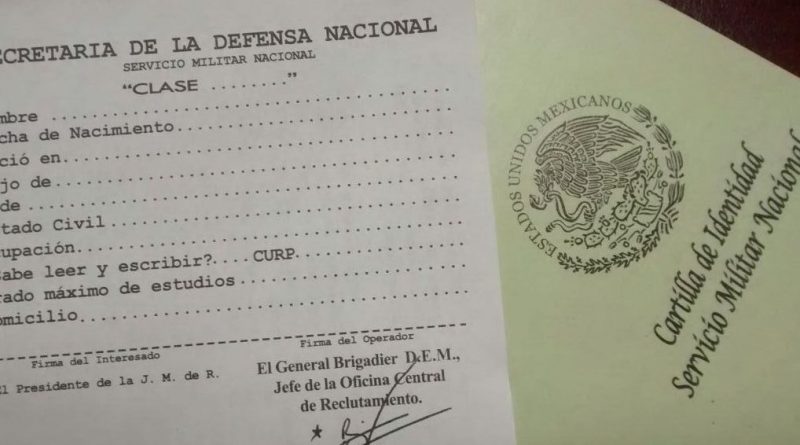 ECRETARIA DE LA DEFENSA NACIONAL
SERVICIO MILITAR NACIONAL
"CLASE ........"
mbre ........................................
cha de Nacimiento............................
ció en.......................................
jo de........................................
de...........................................
tado Civil...................................
upación......................................
abe leer y escribir?.... CURP................
rado máximo de estudios .....................
omicilio.....................................
Firma del Interesado
Firma del Operador
El Presidente de la J. M. de R.
El General Brigadier D.E.M.,
Jefe de la Oficina Central
de Reclutamiento.
ESTADOS UNIDOS MEXICANOS
Cartilla de Identidad
Servicio Militar Nacional